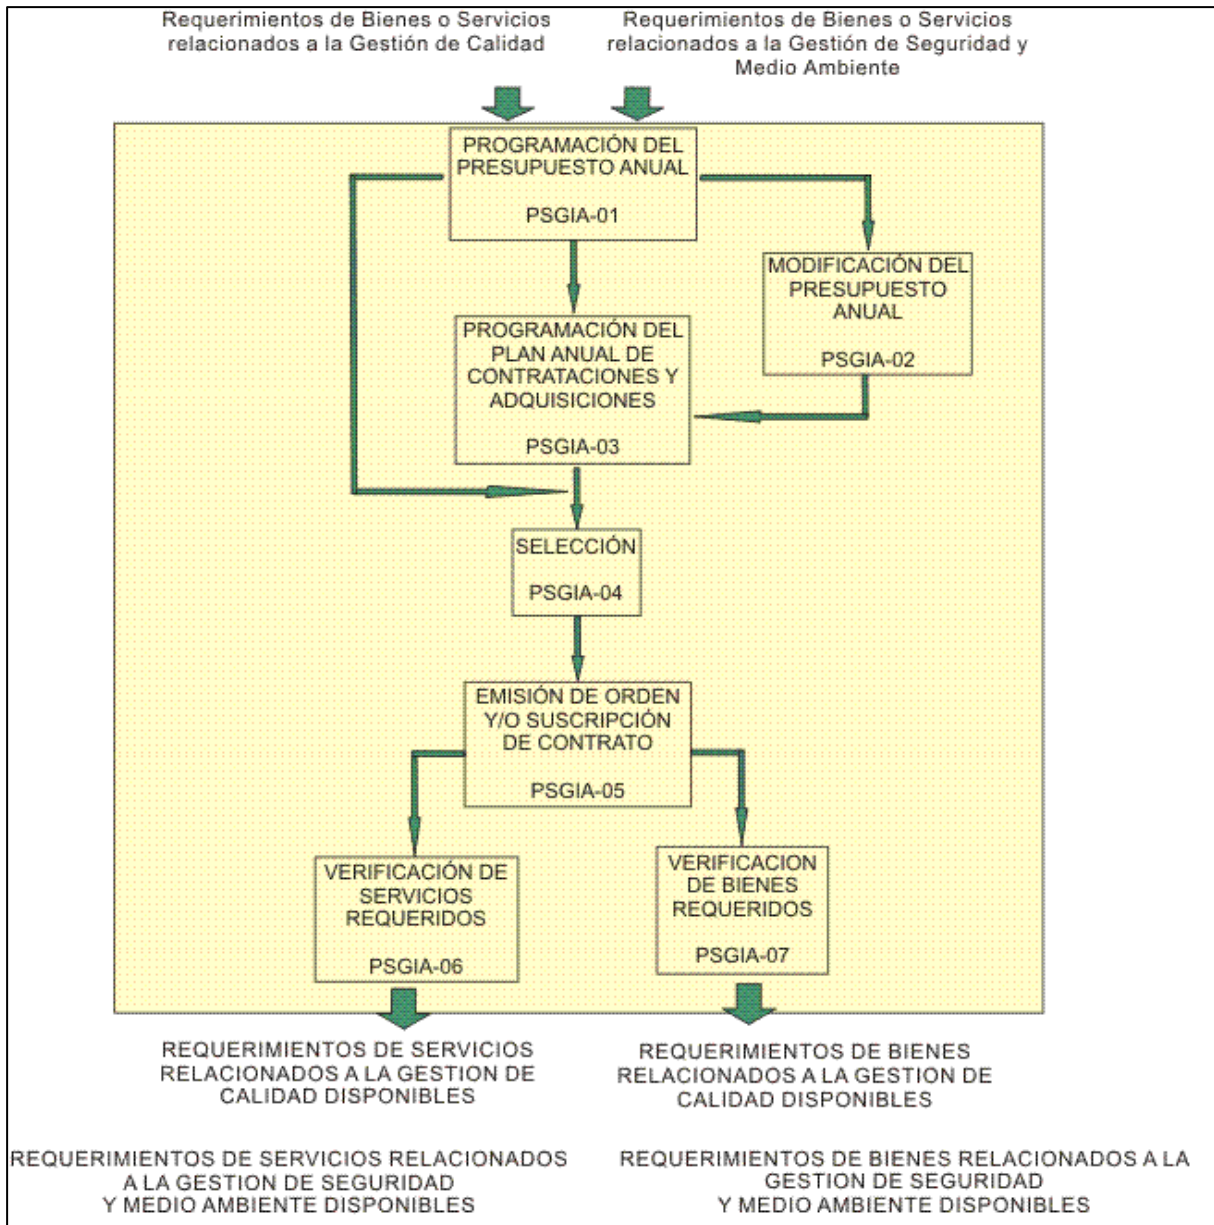 Requerimientos de Bienes o Servicios
relacionados a la Gestión de Calidad
Requerimientos de Bienes o Servicios
relacionados a la Gestión de Seguridad y
Medio Ambiente
PROGRAMACIÓN DEL
PRESUPUESTO ANUAL
PSGIA-01
MODIFICACIÓN DEL
PRESUPUESTO
ANUAL
PSGIA-02
PROGRAMACIÓN DEL
PLAN ANUAL DE
CONTRATACIONES Y
ADQUISICIONES
PSGIA-03
SELECCIÓN
PSGIA-04
EMISIÓN DE ORDEN
Y/O SUSCRIPCIÓN
DE CONTRATO
PSGIA-05
VERIFICACIÓN DE
SERVICIOS
REQUERIDOS
PSGIA-06
VERIFICACION
DE BIENES
REQUERIDOS
PSGIA-07
REQUERIMIENTOS DE SERVICIOS
RELACIONADOS A LA GESTION DE
CALIDAD DISPONIBLES
REQUERIMIENTOS DE BIENES
RELACIONADOS A LA GESTION DE
CALIDAD DISPONIBLES
REQUERIMIENTOS DE SERVICIOS RELACIONADOS
A LA GESTION DE SEGURIDAD
Y MEDIO AMBIENTE DISPONIBLES
REQUERIMIENTOS DE BIENES RELACIONADOS A LA
GESTION DE SEGURIDAD
Y MEDIO AMBIENTE DISPONIBLES